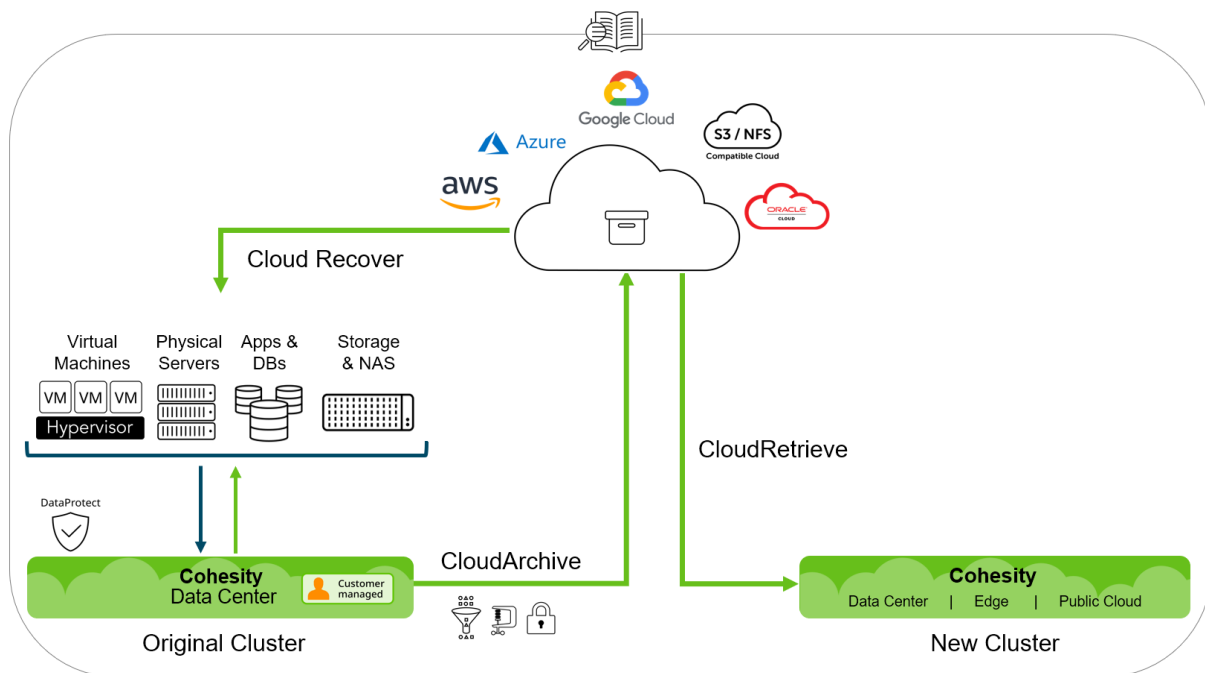 Google Cloud
S3 / NFS
Compatible Cloud
Azure
aws
ORACLE
CLOUD
Cloud Recover
Virtual
Machines
Physical
Servers
Apps &
DBs
Storage
& NAS
VM VM VM
Hypervisor
CloudRetrieve
DataProtect
CloudArchive
Cohesity
Data Center
Customer
managed
Original Cluster
Cohesity
Data Center | Edge | Public Cloud
New Cluster